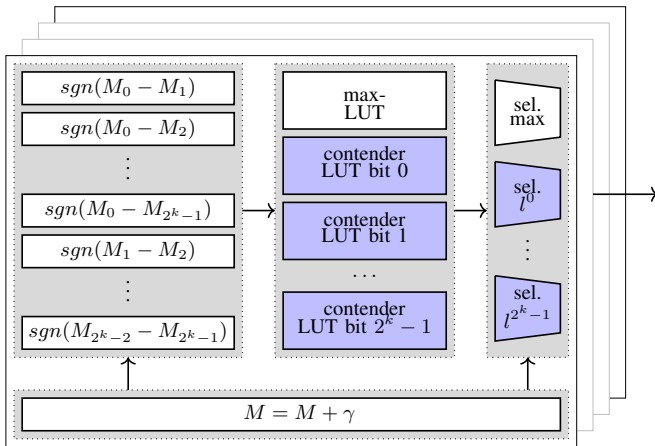 sgn(M_0 − M_1)
sgn(M_0 − M_2)
⋮
sgn(M_0 − M_{2^k−1})
sgn(M_1 − M_2)
⋮
sgn(M_{2^k−2} − M_{2^k−1})
max-
LUT
contender
LUT bit 0
contender
LUT bit 1
...
contender
LUT bit 2^k − 1
sel.
max
sel.
l^0
⋮
sel.
l^{2^k−1}
M = M + γ